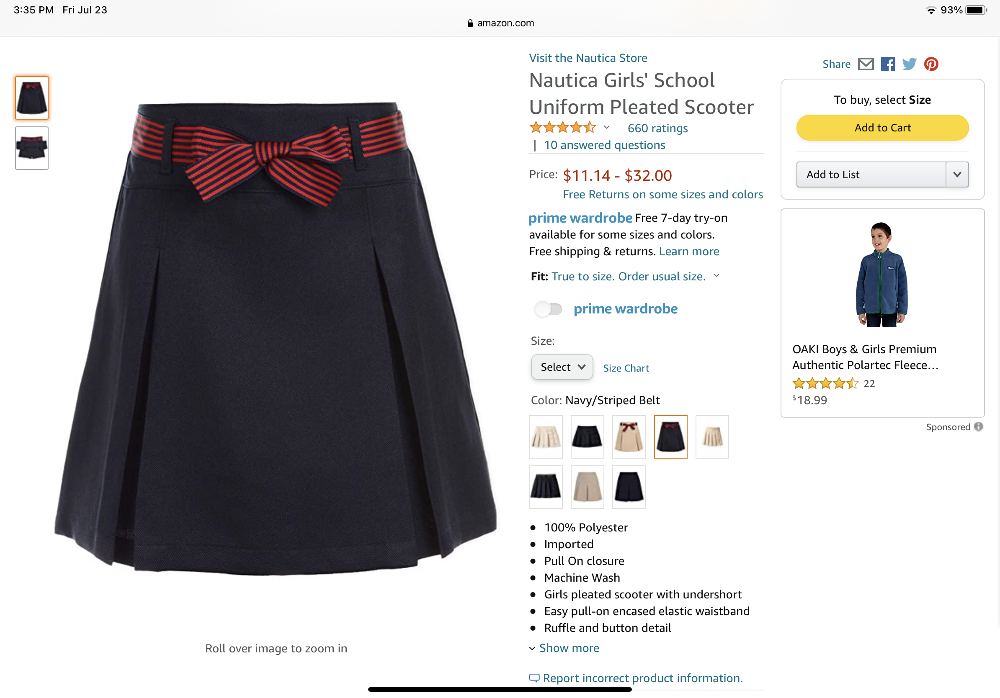 3:35 PM Fri Jul 23
93%
amazon.com
Visit the Nautica Store
Nautica Girls' School
Uniform Pleated Scooter
660 ratings
| 10 answered questions
Price: $11.14 - $32.00
Free Returns on some sizes and colors
prime wardrobe Free 7-day try-on
available for some sizes and colors.
Free shipping & returns. Learn more
Fit: True to size. Order usual size.
prime wardrobe
Size:
Select
Size Chart
Color: Navy/Striped Belt
• 100% Polyester
• Imported
• Pull On closure
• Machine Wash
• Girls pleated scooter with undershort
• Easy pull-on encased elastic waistband
• Ruffle and button detail
Show more
Report incorrect product information.
Roll over image to zoom in
Share
To buy, select Size
Add to Cart
Add to List
OAKI Boys & Girls Premium
Authentic Polartec Fleece…
22
$18.99
Sponsored